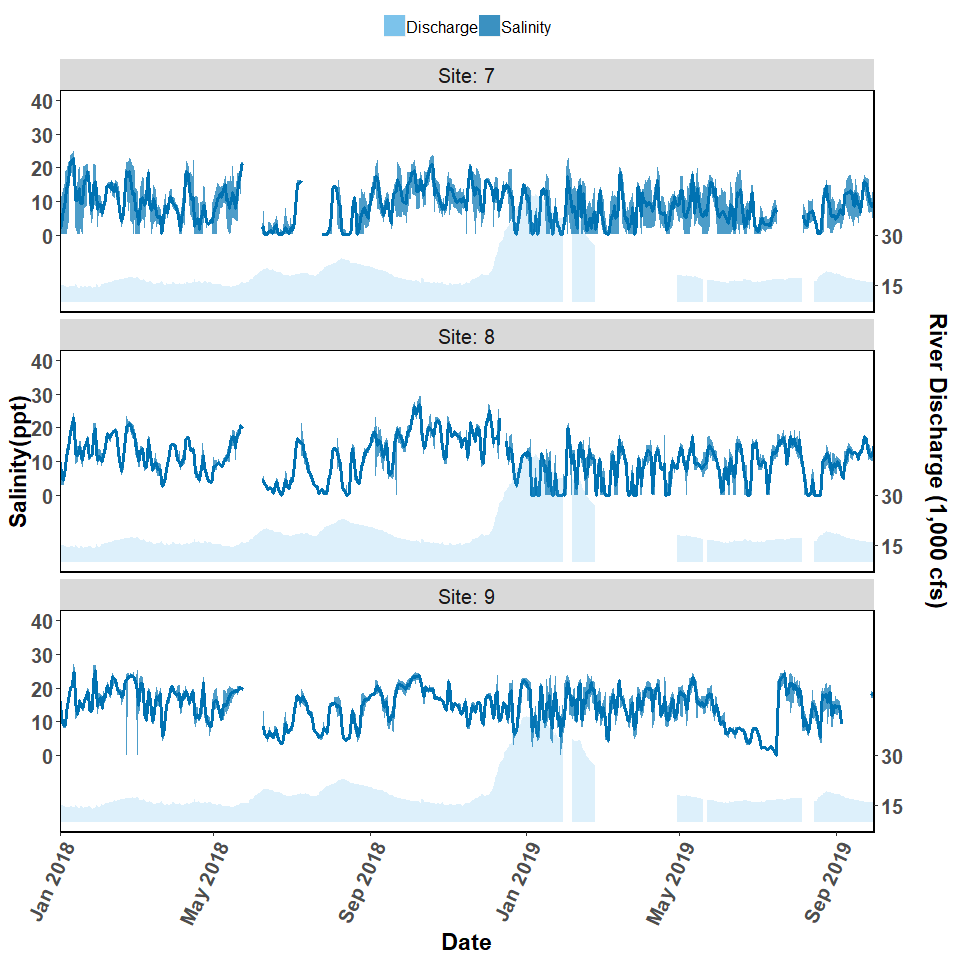 Discharge Salinity
Site: 7
40
30
20
10
0
30
15
Site: 8
40
30
20
10
0
30
15
Site: 9
40
30
20
10
0
30
15
Salinity(ppt)
River Discharge (1,000 cfs)
Jan 2018
May 2018
Sep 2018
Jan 2019
May 2019
Sep 2019
Date